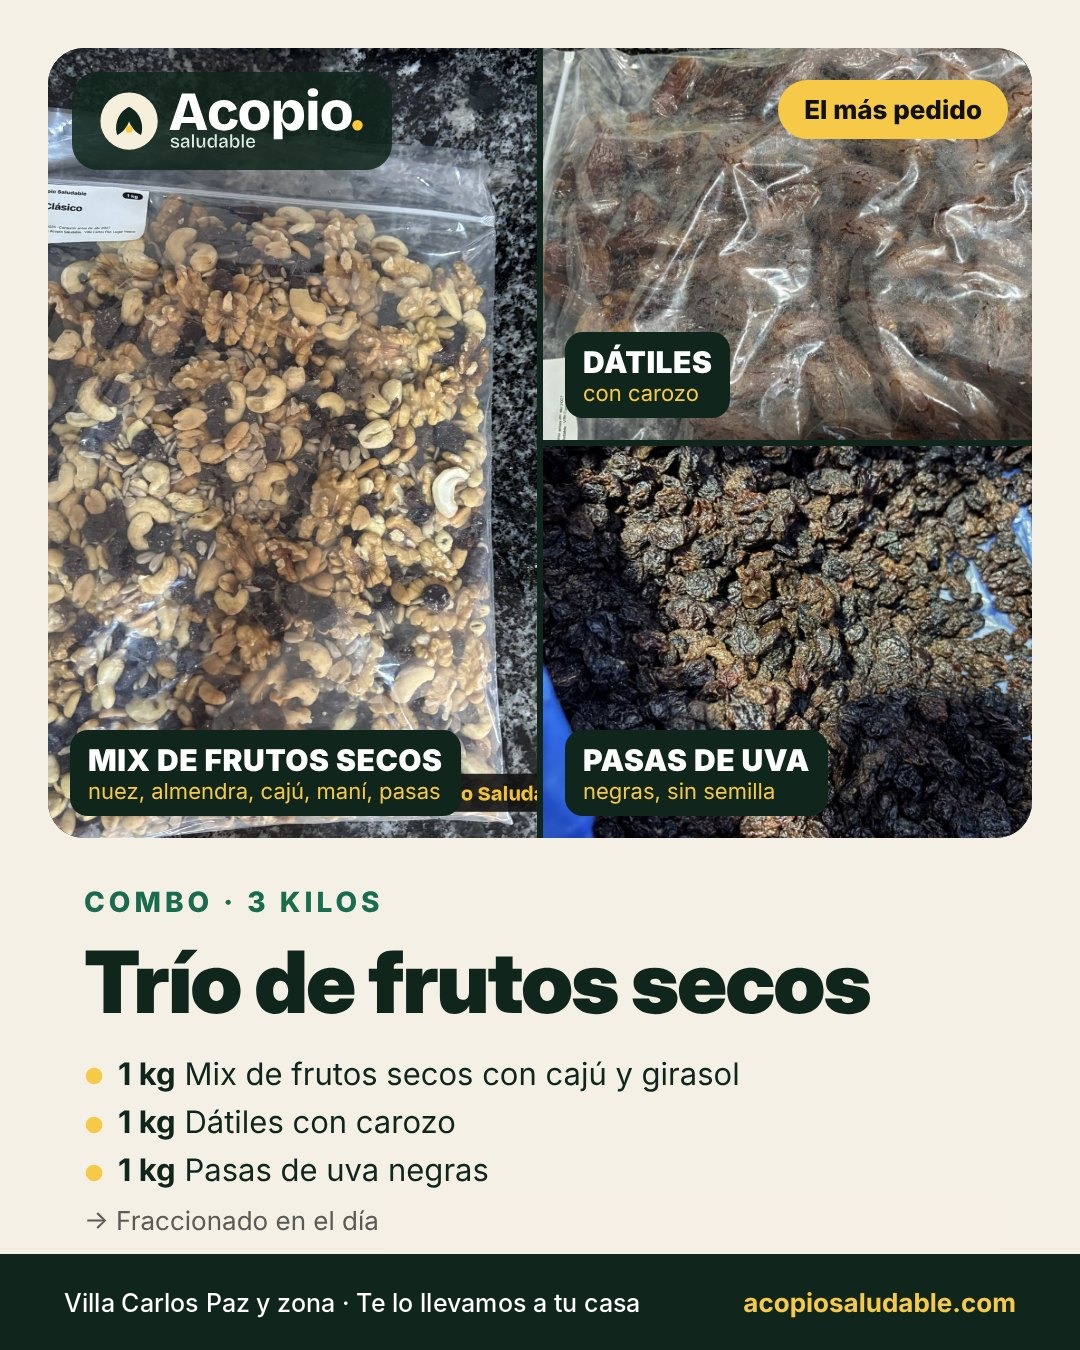 Acopio.
saludable
El más pedido
1 kg
Clásico
DÁTILES
con carozo
MIX DE FRUTOS SECOS
nuez, almendra, cajú, maní, pasas
PASAS DE UVA
negras, sin semilla
COMBO · 3 KILOS
Trío de frutos secos
1 kg Mix de frutos secos con cajú y girasol
1 kg Dátiles con carozo
1 kg Pasas de uva negras
→ Fraccionado en el día
Villa Carlos Paz y zona · Te lo llevamos a tu casa
acopiosaludable.com